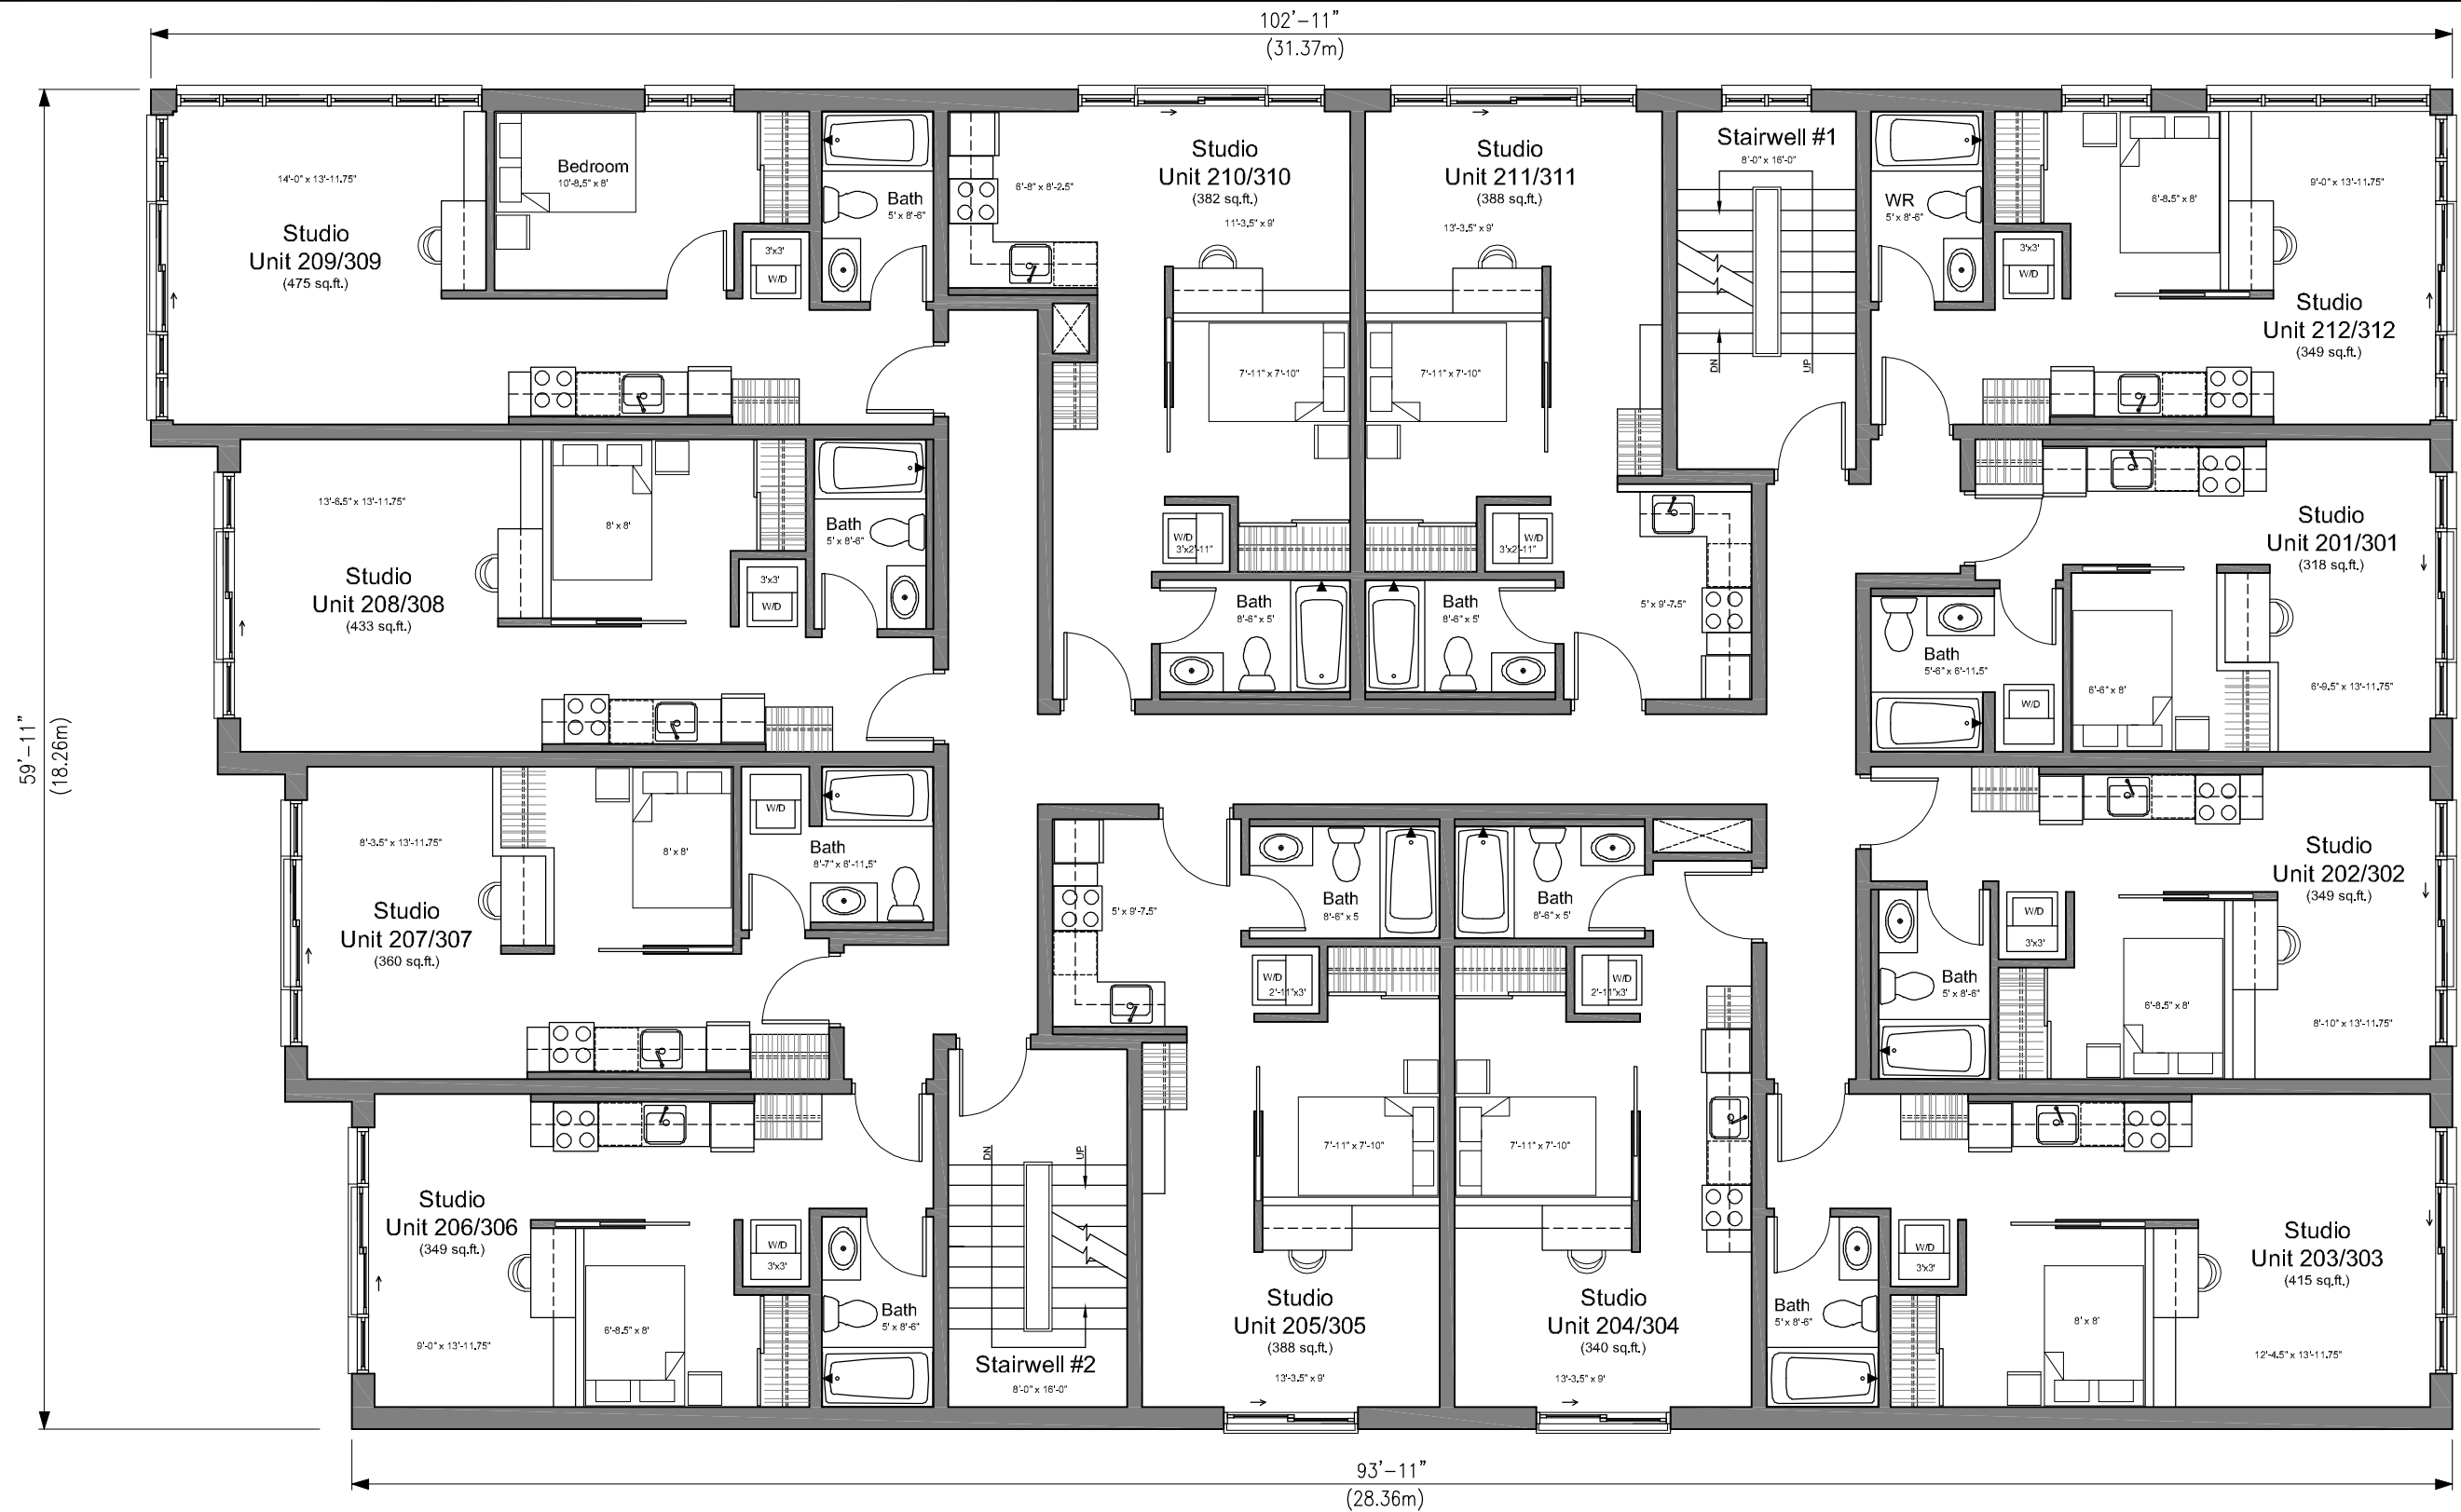 102'-11"
(31.37m)
59'-11"
(18.26m)
14'-0" x 13'-11.75"
Studio
Unit 209/309
(475 sq.ft.)
Bedroom
10'-8.5" x 8'
3'x3'
W/D
Bath
5' x 8'-6"
6'-8" x 8'-2.5"
Studio
Unit 210/310
(382 sq.ft.)
11'-3.5" x 9'
7'-11" x 7'-10"
W/D
3'x2'-11"
Bath
8'-6" x 5'
Studio
Unit 211/311
(388 sq.ft.)
13'-3.5" x 9'
7'-11" x 7'-10"
W/D
3'x2'-11"
Bath
8'-6" x 5'
5' x 9'-7.5"
Stairwell #1
8'-0" x 16'-0"
DN
UP
WR
5' x 8'-6"
3'x3'
W/D
6'-8.5" x 8'
9'-0" x 13'-11.75"
Studio
Unit 212/312
(349 sq.ft.)
13'-6.5" x 13'-11.75"
Studio
Unit 208/308
(433 sq.ft.)
8' x 8'
3'x3'
W/D
Bath
5' x 8'-6"
Studio
Unit 201/301
(318 sq.ft.)
Bath
5'-6" x 6'-11.5"
W/D
6'-6" x 8'
6'-9.5" x 13'-11.75"
8'-3.5" x 13'-11.75"
Studio
Unit 207/307
(360 sq.ft.)
8' x 8'
W/D
Bath
8'-7" x 6'-11.5"
5' x 9'-7.5"
Bath
8'-6" x 5
W/D
2'-11"x3'
Bath
8'-6" x 5'
W/D
2'-11"x3'
Studio
Unit 202/302
(349 sq.ft.)
W/D
3'x3'
Bath
5' x 8'-6"
6'-8.5" x 8'
8'-10" x 13'-11.75"
Studio
Unit 206/306
(349 sq.ft.)
9'-0" x 13'-11.75"
6'-8.5" x 8'
W/D
3'x3'
Bath
5' x 8'-6"
DN
UP
Stairwell #2
8'-0" x 16'-0"
7'-11" x 7'-10"
Studio
Unit 205/305
(388 sq.ft.)
13'-3.5" x 9'
7'-11" x 7'-10"
Studio
Unit 204/304
(340 sq.ft.)
13'-3.5" x 9'
Bath
5' x 8'-6"
W/D
3'x3'
8' x 8'
Studio
Unit 203/303
(415 sq.ft.)
12'-4.5" x 13'-11.75"
93'-11"
(28.36m)